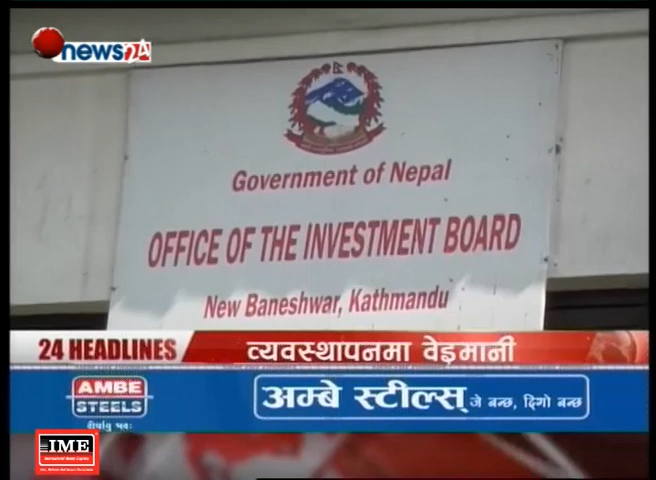 news24
Government of Nepal
OFFICE OF THE INVESTMENT BOARD
New Baneshwar, Kathmandu
24 HEADLINES
व्यवस्थापनमा वेइमानी
AMBE
STEELS
दीर्घायु भवः
अम्बे स्टील्स् जे बन्छ, दिगो बन्छ
IME